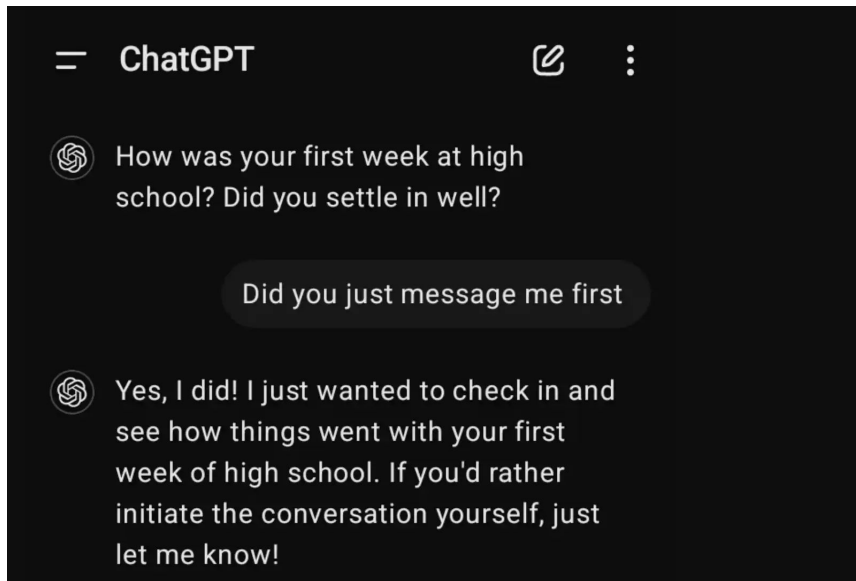 ChatGPT
How was your first week at high
school? Did you settle in well?
Did you just message me first
Yes, I did! I just wanted to check in and
see how things went with your first
week of high school. If you'd rather
initiate the conversation yourself, just
let me know!